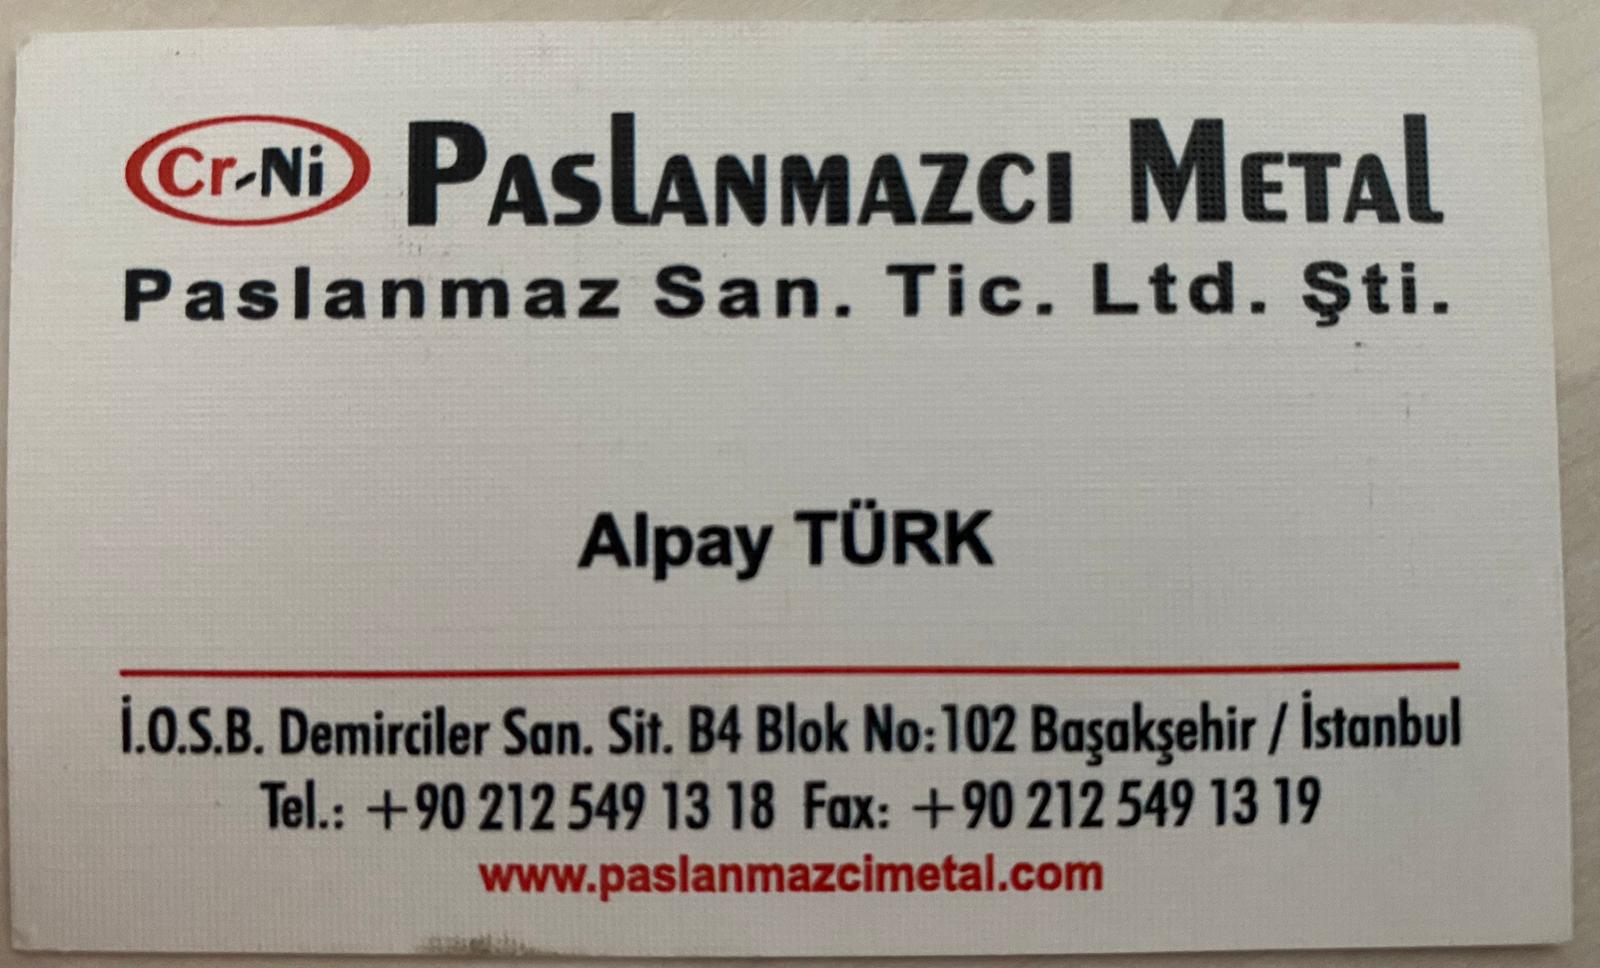 Cr-Ni PASLANMAZCI METAL
Paslanmaz San. Tic. Ltd. Şti.
Alpay TÜRK
İ.O.S.B. Demirciler San. Sit. B4 Blok No:102 Başakşehir / İstanbul
Tel.: +90 212 549 13 18 Fax: +90 212 549 13 19
www.paslanmazcimetal.com